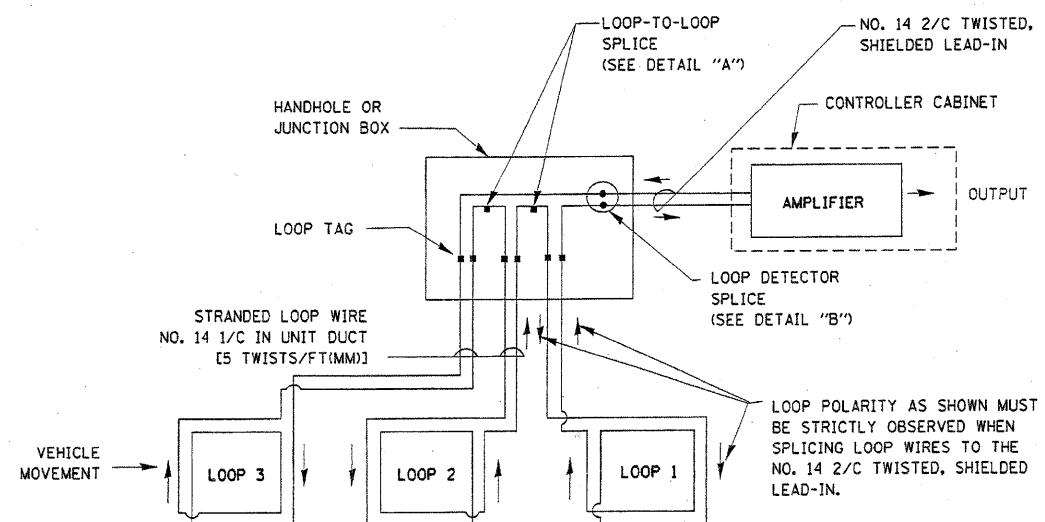 LOOP-TO-LOOP
SPLICE
(SEE DETAIL "A")
NO. 14 2/C TWISTED,
SHIELDED LEAD-IN
HANDHOLE OR
JUNCTION BOX
CONTROLLER CABINET
AMPLIFIER
OUTPUT
LOOP TAG
LOOP DETECTOR
SPLICE
(SEE DETAIL "B")
STRANDED LOOP WIRE
NO. 14 1/C IN UNIT DUCT
[5 TWISTS/FT(MM)]
LOOP POLARITY AS SHOWN MUST
BE STRICTLY OBSERVED WHEN
SPLICING LOOP WIRES TO THE
NO. 14 2/C TWISTED, SHIELDED
LEAD-IN.
VEHICLE
MOVEMENT
LOOP 3
LOOP 2
LOOP 1